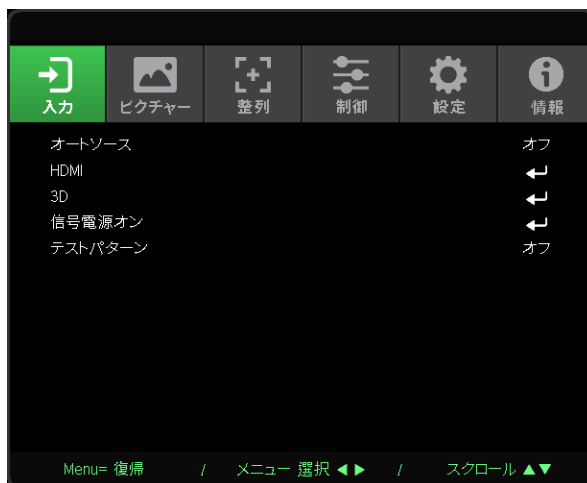 入力 ピクチャー 整列 制御 設定 情報
オートソース オフ
HDMI
3D
信号電源オン
テストパターン オフ
Menu= 復帰 / メニュー 選択 ◀ ▶ / スクロール ▲▼